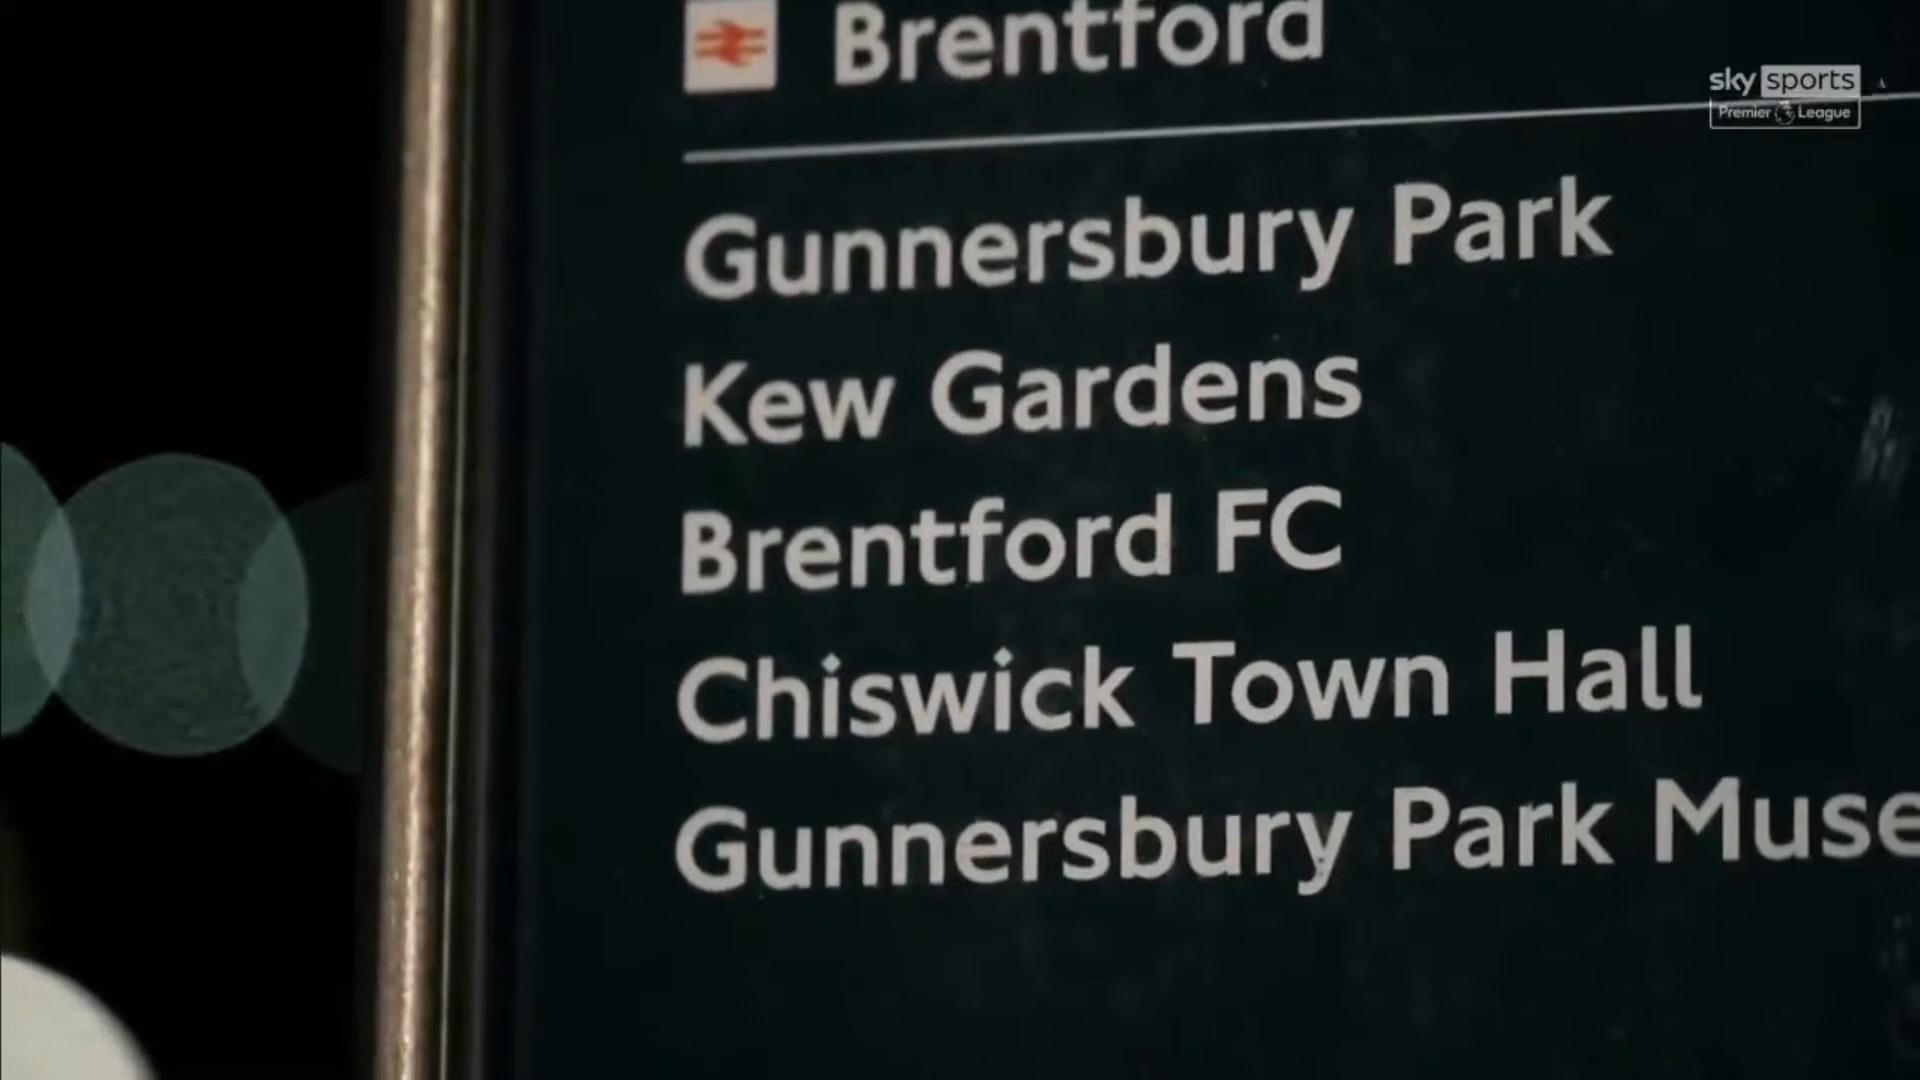 Brentford
sky sports
Premier League
Gunnersbury Park
Kew Gardens
Brentford FC
Chiswick Town Hall
Gunnersbury Park Muse